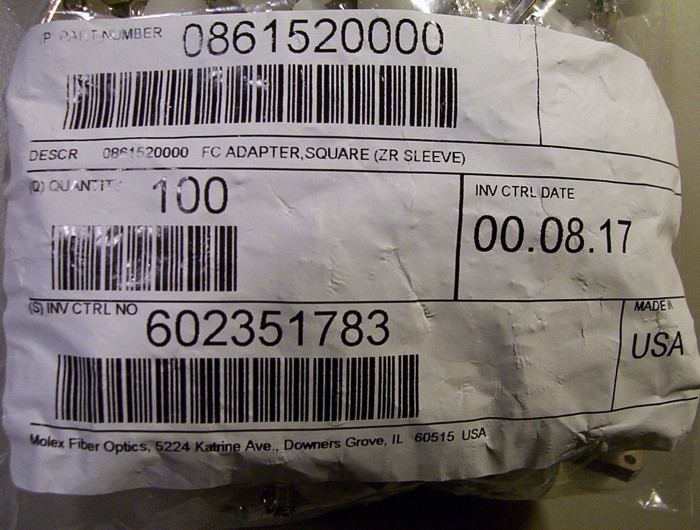 (P) PART NUMBER 0861520000
DESCR 0861520000 FC ADAPTER,SQUARE (ZR SLEEVE)
(Q) QUANTITY 100
INV CTRL DATE
00.08.17
(S) INV CTRL NO 602351783
MADE IN
USA
Molex Fiber Optics, 5224 Katrine Ave., Downers Grove, IL 60515 USA